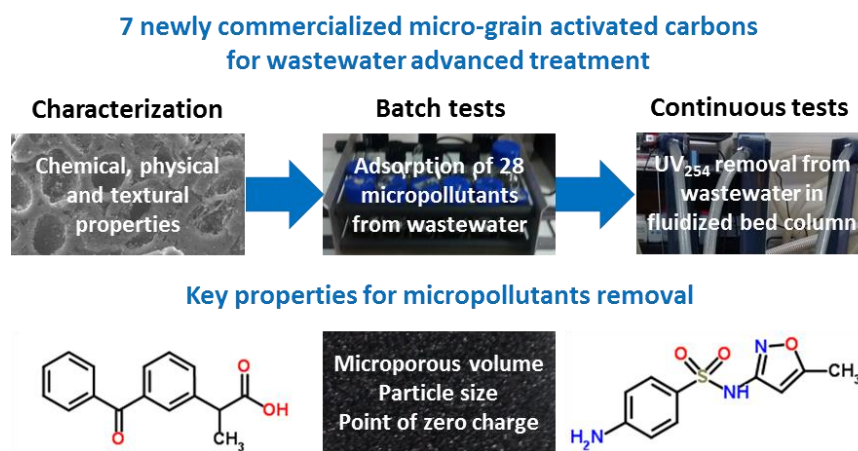 7 newly commercialized micro-grain activated carbons
for wastewater advanced treatment
Characterization
Chemical, physical
and textural
properties
Batch tests
Adsorption of 28
micropollutants
from wastewater
Continuous tests
UV254 removal from
wastewater in
fluidized bed column
Key properties for micropollutants removal
O
OH
CH3
O
Microporous volume
Particle size
Point of zero charge
O
O
S
NH
N
O
CH3
H2N